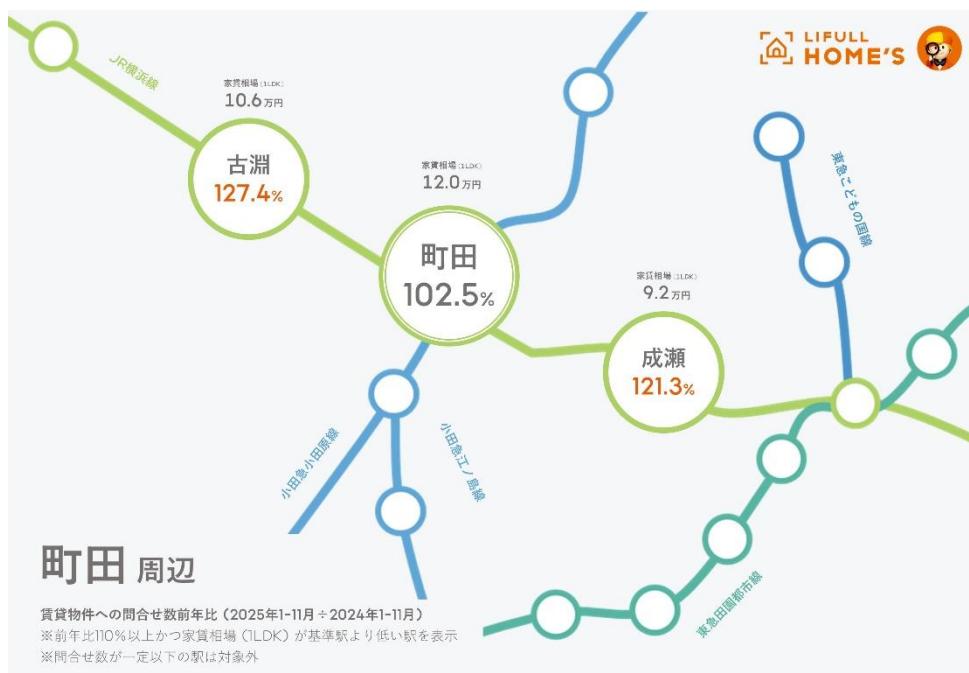 LIFULL
HOME'S
JR横浜線
家賃相場(1LDK)
10.6万円
古淵
127.4%
家賃相場(1LDK)
12.0万円
町田
102.5%
東急こどもの国線
家賃相場(1LDK)
9.2万円
成瀬
121.3%
小田急小田原線
小田急江ノ島線
東急田園都市線
町田 周辺
賃貸物件への問合せ数前年比 (2025年1-11月÷2024年1-11月)
※前年比110%以上かつ家賃相場 (1LDK) が基準駅より低い駅を表示
※問合せ数が一定以下の駅は対象外